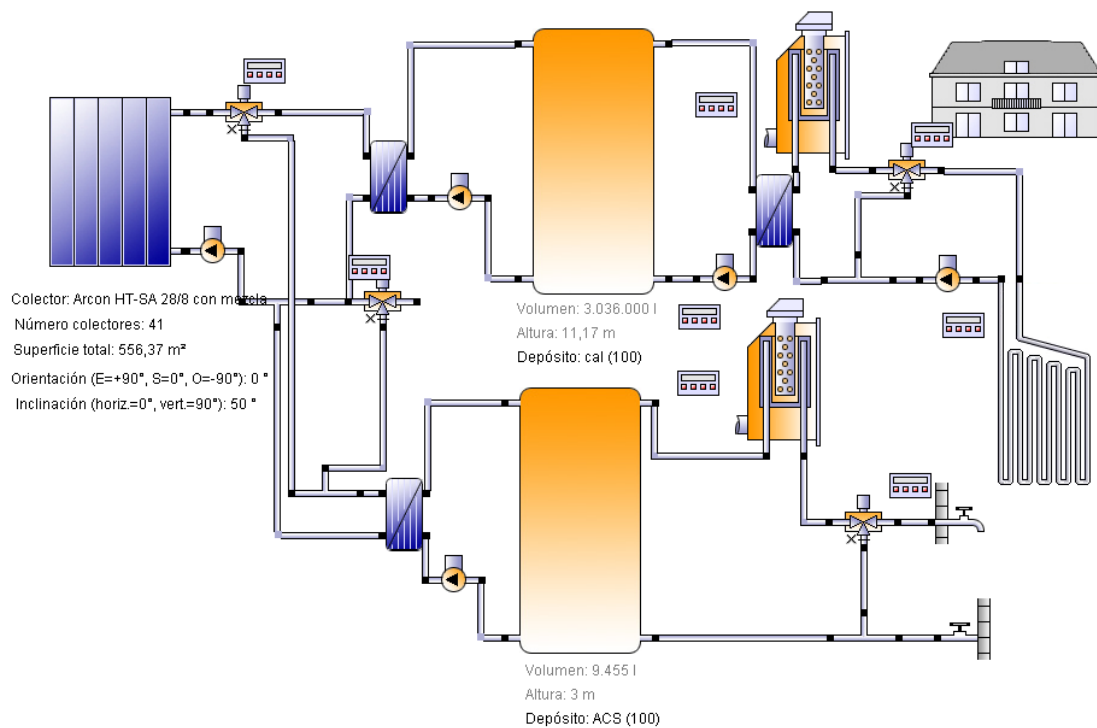 Colector: Arcon HT-SA 28/8 con mezcla
Número colectores: 41
Superficie total: 556,37 m²
Orientación (E=+90°, S=0°, O=-90°): 0 °
Inclinación (horiz.=0°, vert.=90°): 50 °
Volumen: 3.036.000 l
Altura: 11,17 m
Depósito: cal (100)
Volumen: 9.455 l
Altura: 3 m
Depósito: ACS (100)